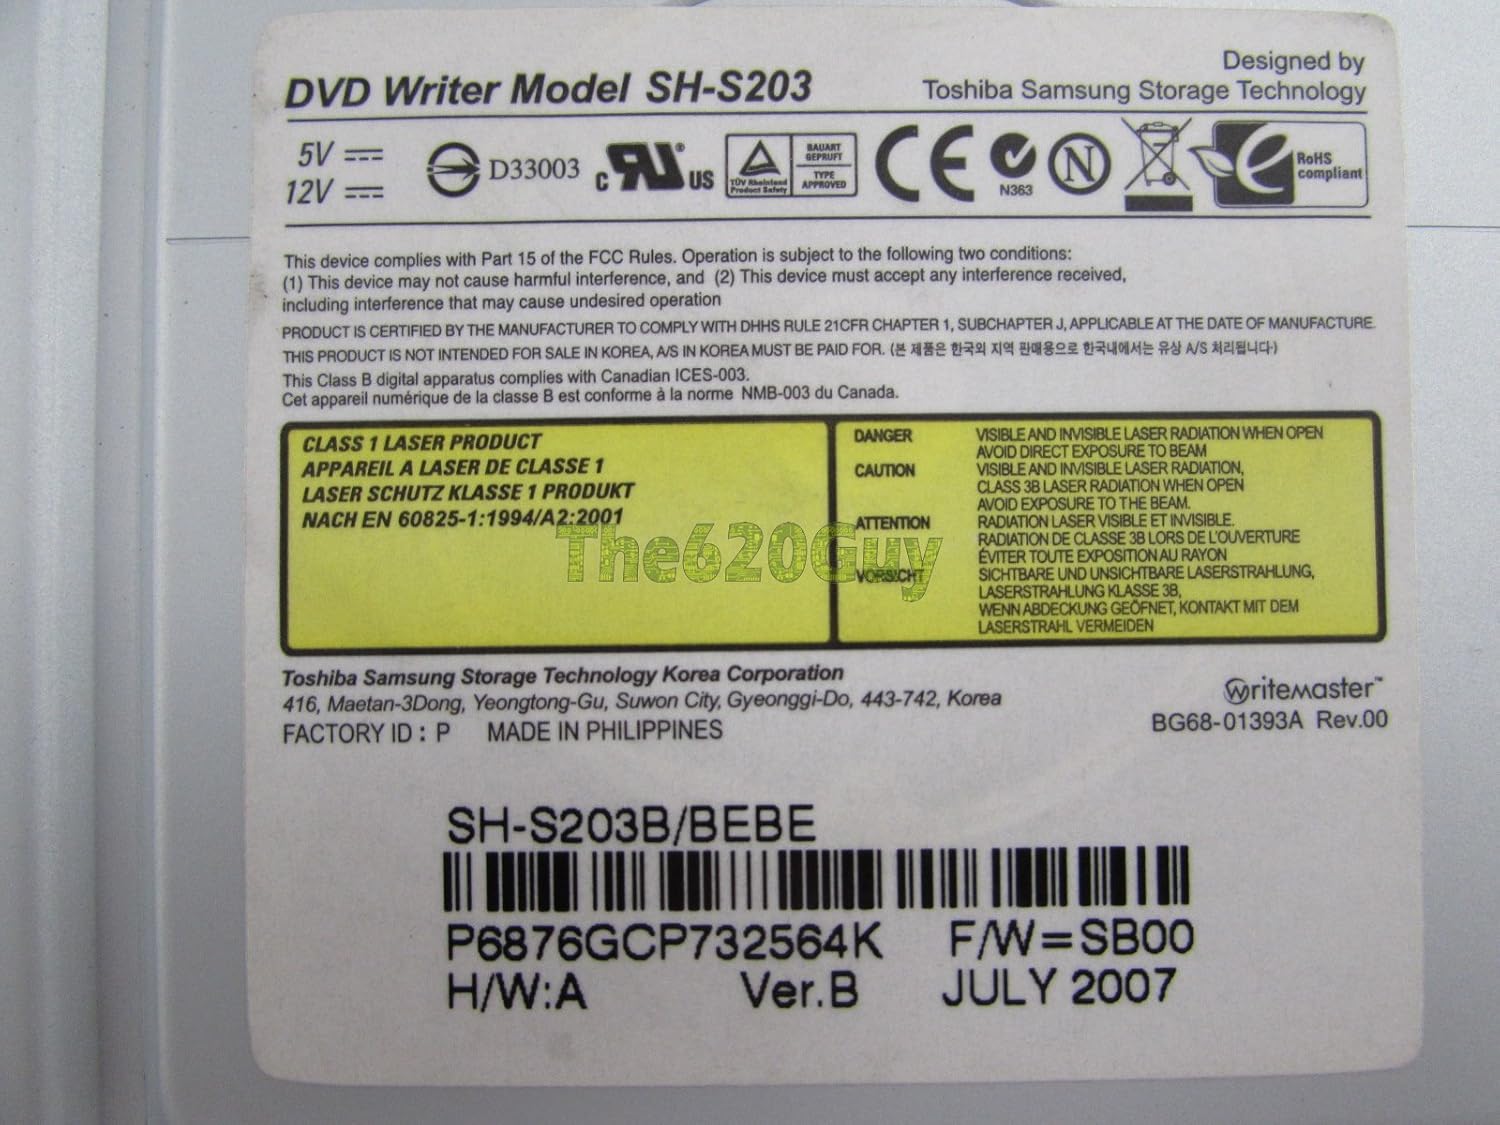 DVD Writer Model SH-S203
Designed by
Toshiba Samsung Storage Technology
5V
12V
D33003
c RU US
TÜV Rheinland
Product Safety
BAUART
GEPRÜFT
TYPE
APPROVED
CE
N363
N
e
RoHS
compliant
This device complies with Part 15 of the FCC Rules. Operation is subject to the following two conditions:
(1) This device may not cause harmful interference, and (2) This device must accept any interference received,
including interference that may cause undesired operation
PRODUCT IS CERTIFIED BY THE MANUFACTURER TO COMPLY WITH DHHS RULE 21CFR CHAPTER 1, SUBCHAPTER J, APPLICABLE AT THE DATE OF MANUFACTURE.
THIS PRODUCT IS NOT INTENDED FOR SALE IN KOREA, A/S IN KOREA MUST BE PAID FOR. (본 제품은 한국외 지역 판매용으로 한국내에서는 유상 A/S 처리됩니다)
This Class B digital apparatus complies with Canadian ICES-003.
Cet appareil numérique de la classe B est conforme à la norme NMB-003 du Canada.
CLASS 1 LASER PRODUCT
APPAREIL A LASER DE CLASSE 1
LASER SCHUTZ KLASSE 1 PRODUKT
NACH EN 60825-1:1994/A2:2001
DANGER VISIBLE AND INVISIBLE LASER RADIATION WHEN OPEN
AVOID DIRECT EXPOSURE TO BEAM
CAUTION VISIBLE AND INVISIBLE LASER RADIATION,
CLASS 3B LASER RADIATION WHEN OPEN
AVOID EXPOSURE TO THE BEAM.
ATTENTION RADIATION LASER VISIBLE ET INVISIBLE.
RADIATION DE CLASSE 3B LORS DE L'OUVERTURE
ÉVITER TOUTE EXPOSITION AU RAYON
VORSICHT SICHTBARE UND UNSICHTBARE LASERSTRAHLUNG,
LASERSTRAHLUNG KLASSE 3B,
WENN ABDECKUNG GEÖFNET, KONTAKT MIT DEM
LASERSTRAHL VERMEIDEN
The620Guy
Toshiba Samsung Storage Technology Korea Corporation
416, Maetan-3Dong, Yeongtong-Gu, Suwon City, Gyeonggi-Do, 443-742, Korea
FACTORY ID : P MADE IN PHILIPPINES
Writemaster™
BG68-01393A Rev.00
SH-S203B/BEBE
P6876GCP732564K F/W=SB00
H/W:A Ver.B JULY 2007